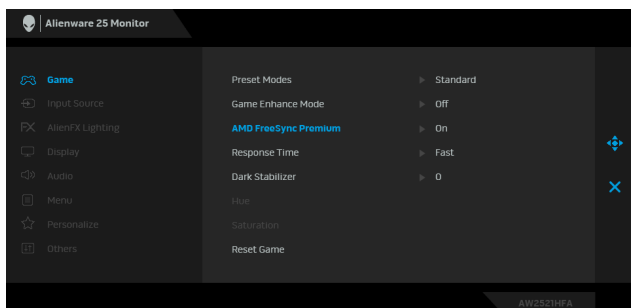 Alienware 25 Monitor
Game
Input Source
AlienFX Lighting
Display
Audio
Menu
Personalize
Others
Preset Modes Standard
Game Enhance Mode Off
AMD FreeSync Premium On
Response Time Fast
Dark Stabilizer 0
Hue
Saturation
Reset Game
AW2521HFA